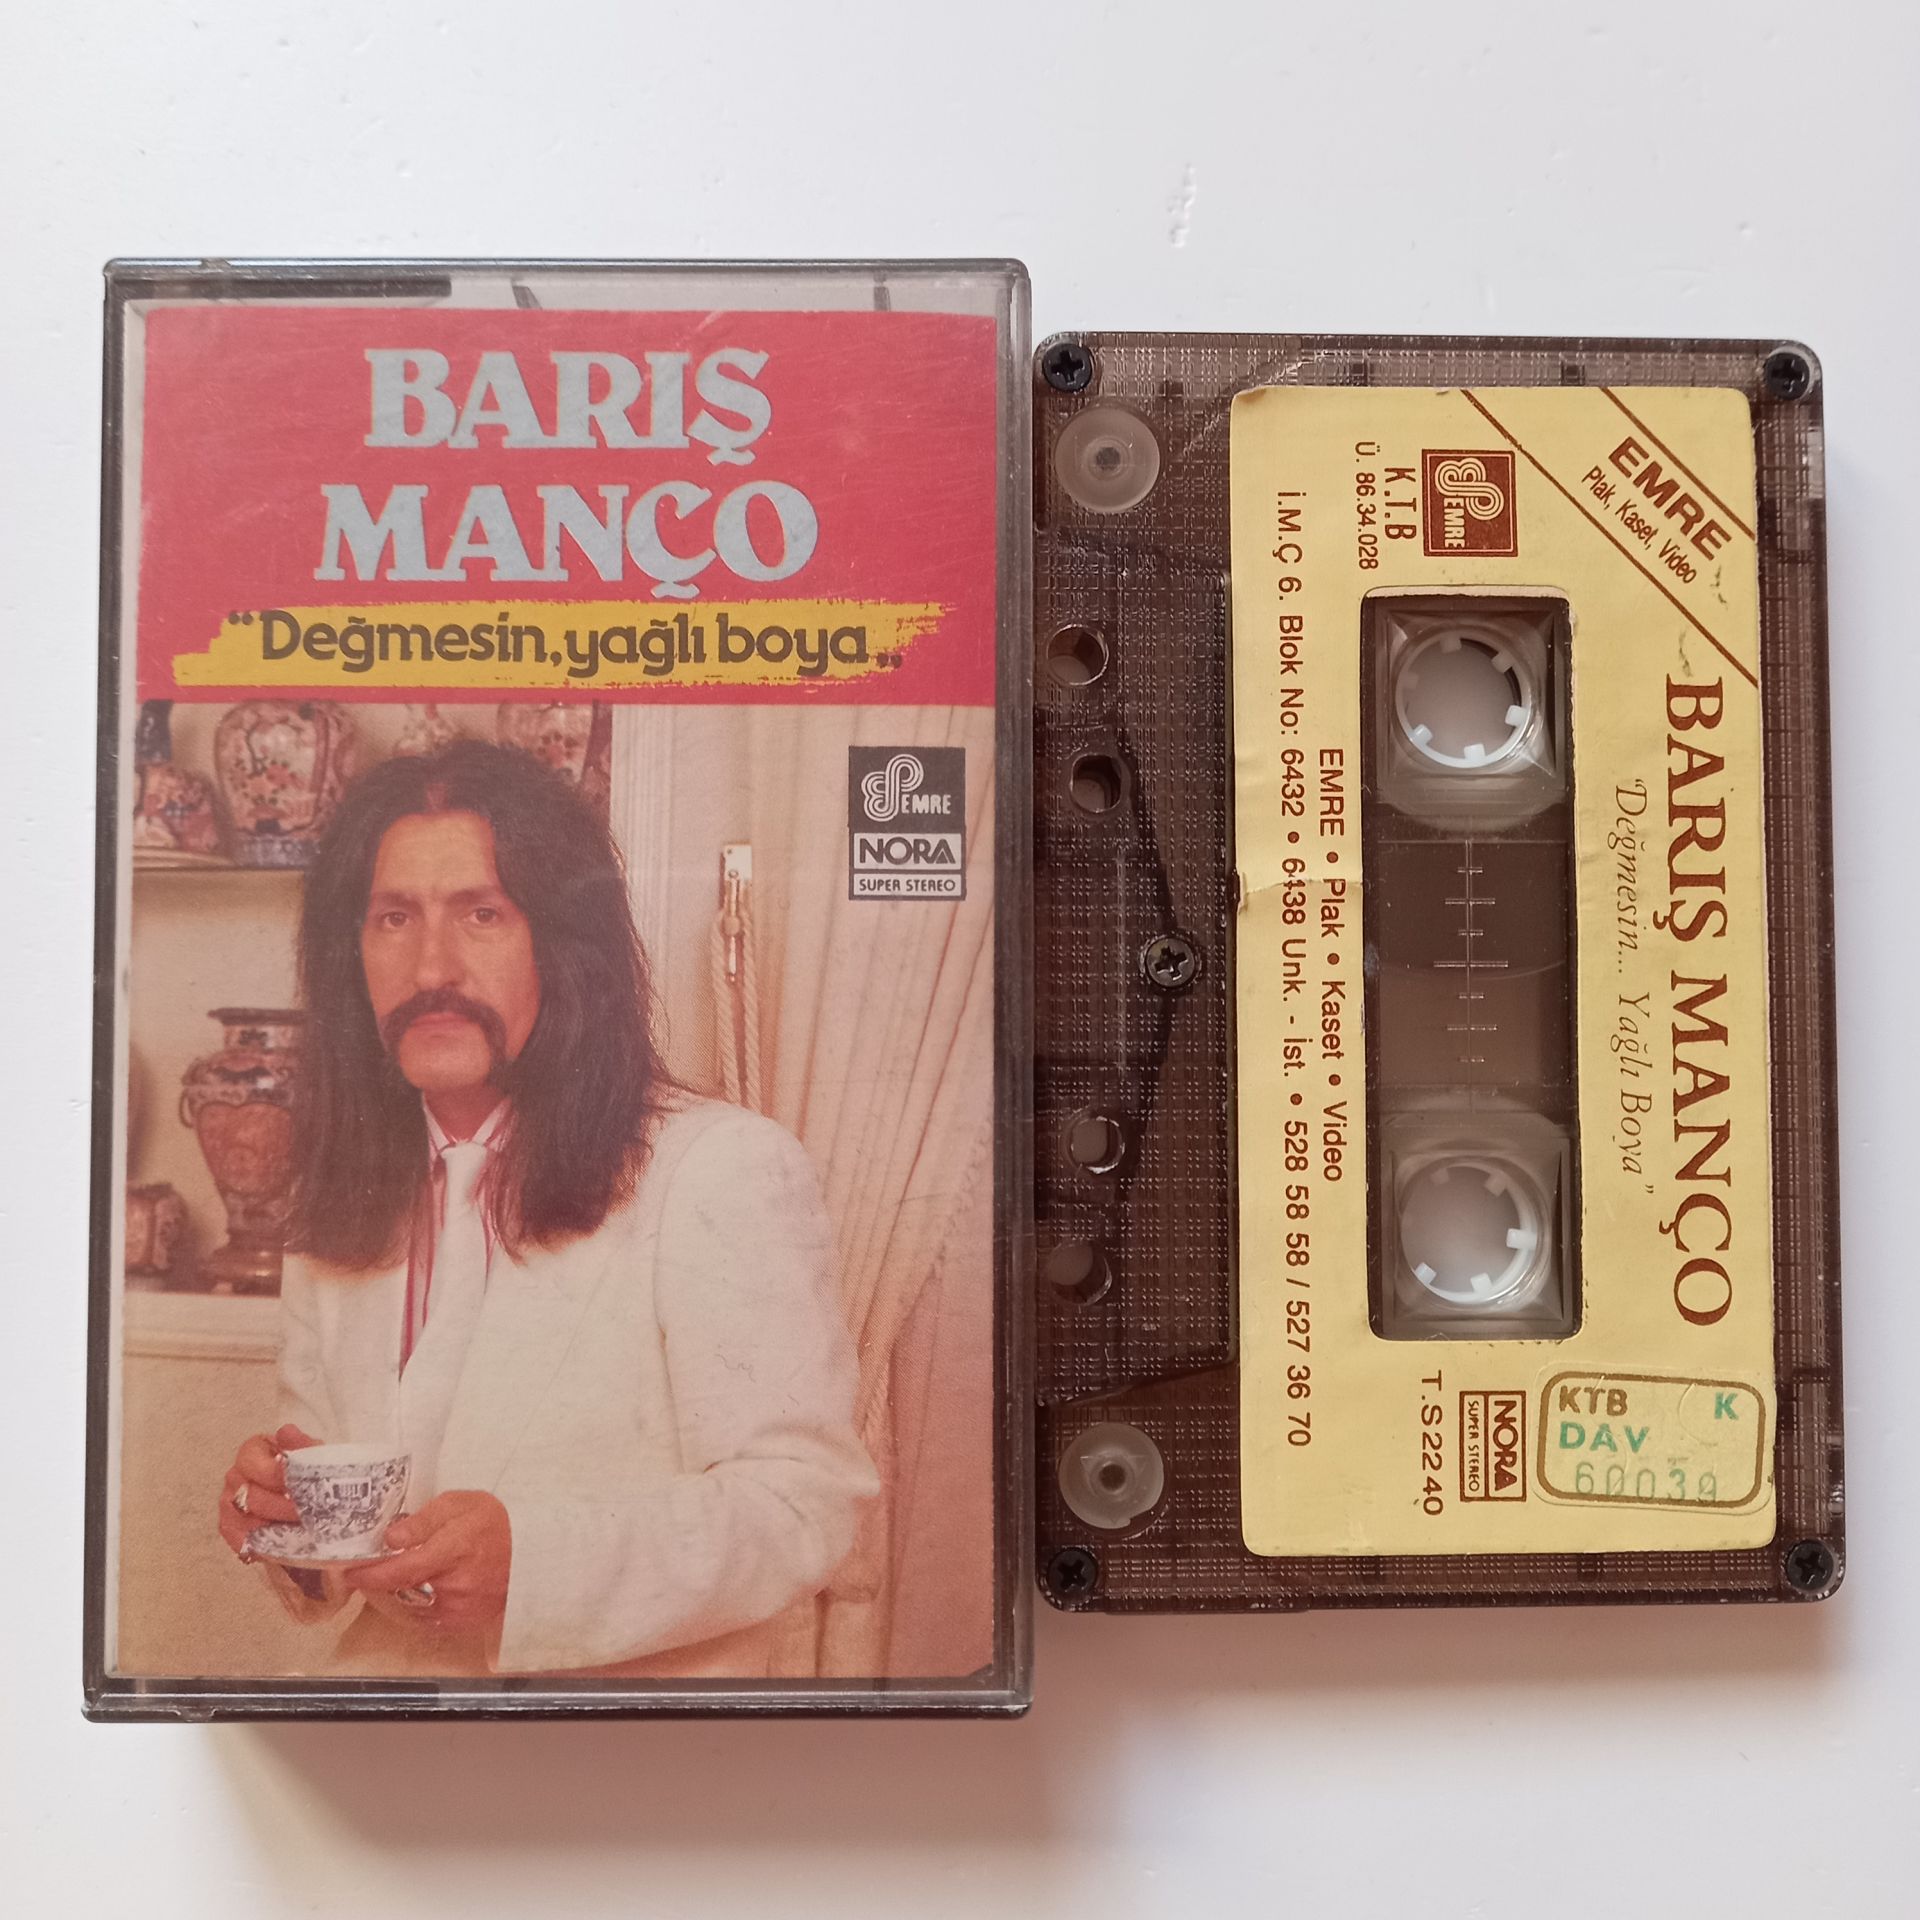 BARIŞ
MANÇO
"Değmesin, yağlı boya„
EMRE
NORA
SUPER STEREO
EMRE
Plak, Kaset, Video
BARIŞ MANÇO
"Değmesin... Yağlı Boya"
EMRE
K.T.B
Ü. 86.34.028
EMRE • Plak • Kaset • Video
İ.M.Ç 6. Blok No: 6432 • 6438 Unk. - İst. • 528 58 58 / 527 36 70
T.S 2240
NORA
SUPER STEREO
KTB K
DAV